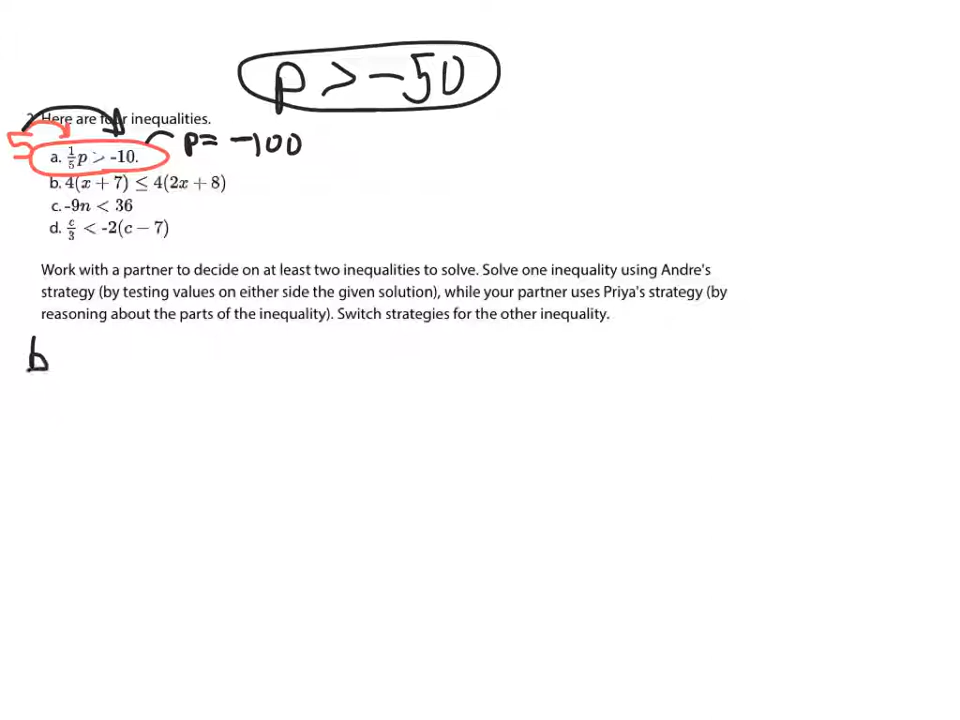 p > -50
2. Here are four inequalities.
5
a. 1/5 p > -10.
p= -100
b. 4(x + 7) ≤ 4(2x + 8)
c. -9n < 36
d. c/3 < -2(c − 7)
Work with a partner to decide on at least two inequalities to solve. Solve one inequality using Andre's
strategy (by testing values on either side the given solution), while your partner uses Priya's strategy (by
reasoning about the parts of the inequality). Switch strategies for the other inequality.
b